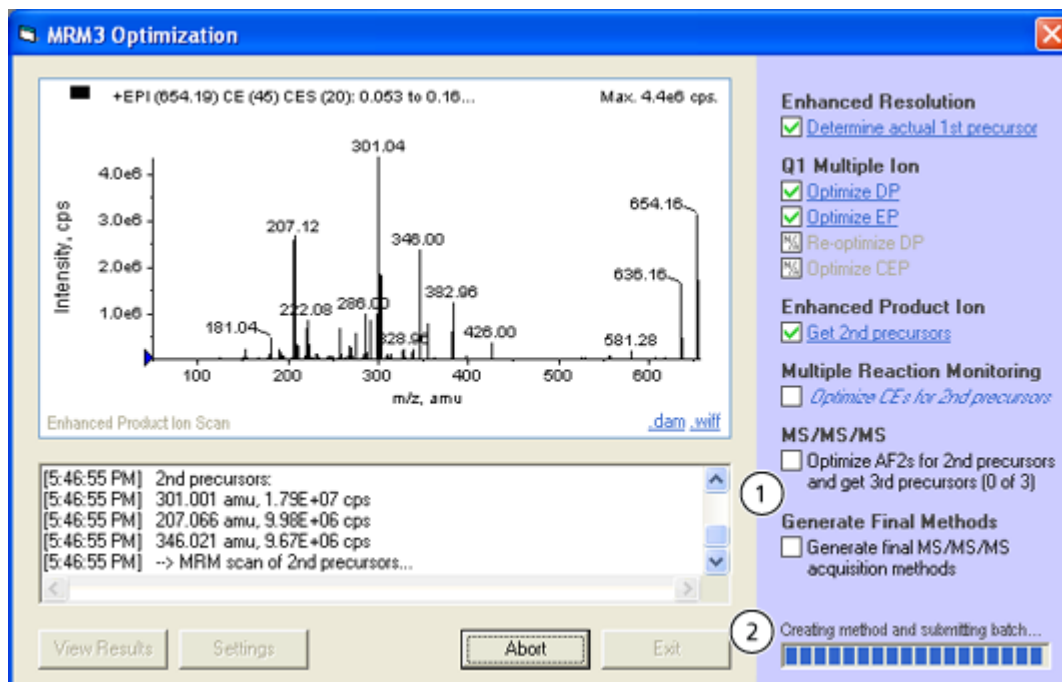 MRM3 Optimization
+EPI (654.19) CE (45) CES (20): 0.053 to 0.16...
Max. 4.4e6 cps.
Intensity, cps
4.0e6
3.0e6
2.0e6
1.0e6
181.04
207.12
222.08
286.00
301.04
328.96
346.00
382.96
426.00
581.28
636.16
654.16
100
200
300
400
500
600
m/z, amu
Enhanced Product Ion Scan
.dam .wiff
[5:46:55 PM] 2nd precursors:
[5:46:55 PM] 301.001 amu, 1.79E+07 cps
[5:46:55 PM] 207.066 amu, 9.98E+06 cps
[5:46:55 PM] 346.021 amu, 9.67E+06 cps
[5:46:55 PM] --> MRM scan of 2nd precursors...
View Results
Settings
Abort
Exit
Enhanced Resolution
Determine actual 1st precursor
Q1 Multiple Ion
Optimize DP
Optimize EP
N/A Re-optimize DP
N/A Optimize CEP
Enhanced Product Ion
Get 2nd precursors
Multiple Reaction Monitoring
Optimize CEs for 2nd precursors
MS/MS/MS
Optimize AF2s for 2nd precursors
and get 3rd precursors (0 of 3)
1
Generate Final Methods
Generate final MS/MS/MS
acquisition methods
2
Creating method and submitting batch...